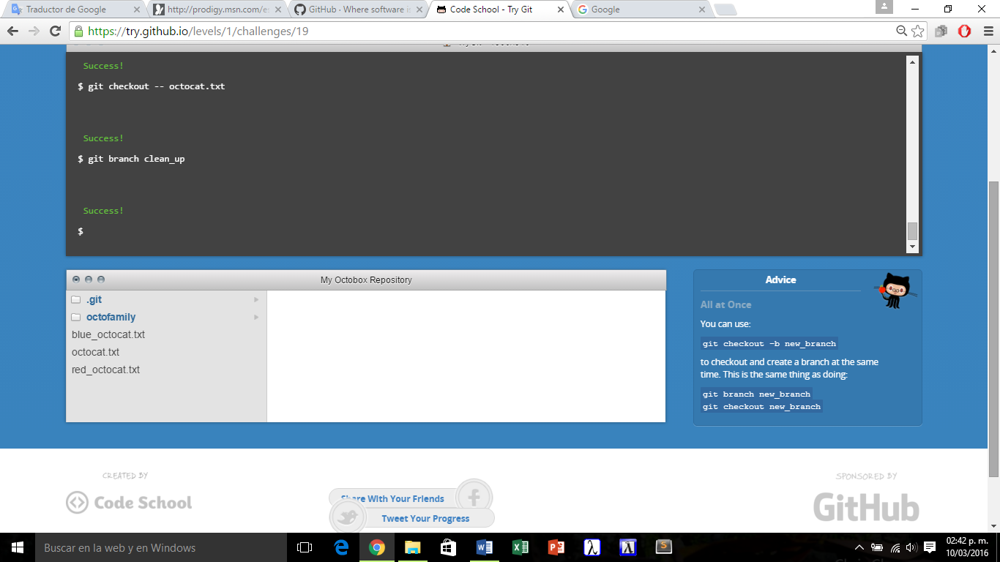 Traductor de Google
http://prodigy.msn.com/es
GitHub · Where software is
Code School - Try Git
Google
https://try.github.io/levels/1/challenges/19
Success!
$ git checkout -- octocat.txt
Success!
$ git branch clean_up
Success!
$
My Octobox Repository
.git
octofamily
blue_octocat.txt
octocat.txt
red_octocat.txt
Advice
All at Once
You can use:
git checkout -b new_branch
to checkout and create a branch at the same
time. This is the same thing as doing:
git branch new_branch
git checkout new_branch
CREATED BY
Code School
Share With Your Friends
Tweet Your Progress
SPONSORED BY
GitHub
Buscar en la web y en Windows
02:42 p. m.
10/03/2016